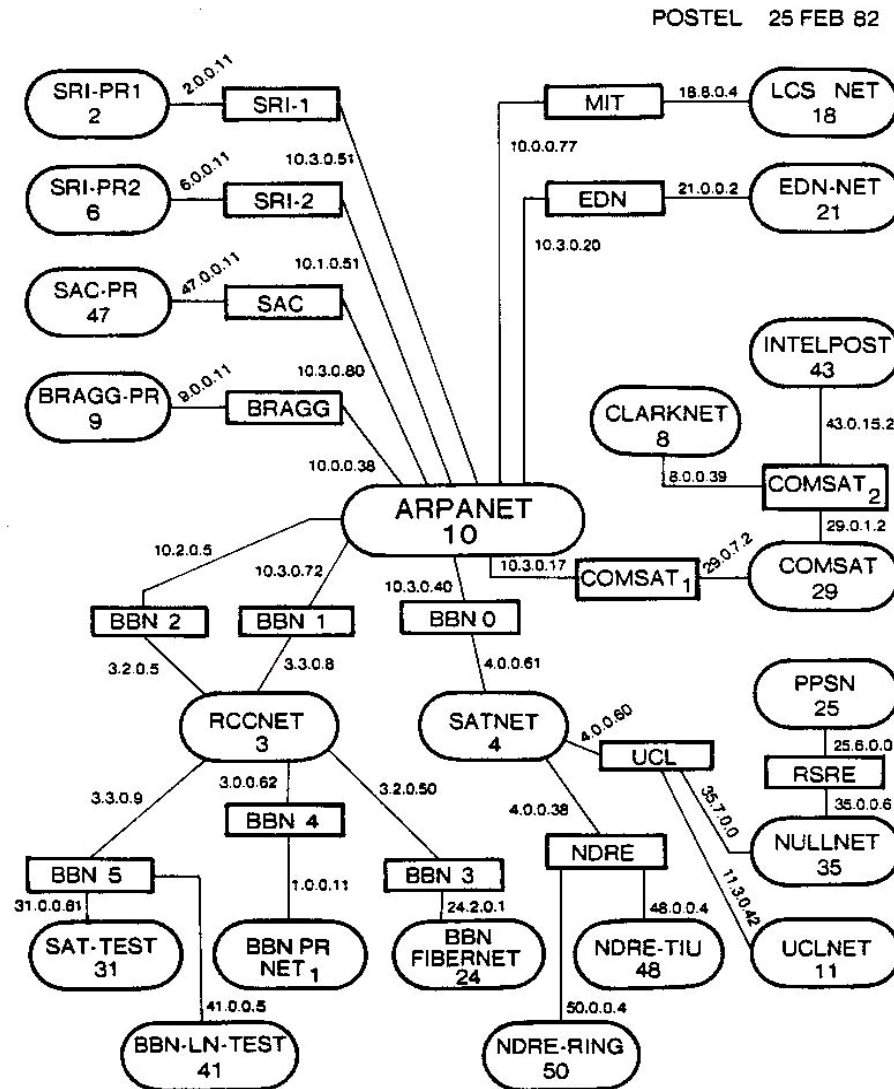 POSTEL 25 FEB 82
SRI-PR1
2
2.0.0.11
SRI-1
MIT
18.8.0.4
LCS NET
18
10.3.0.51
10.0.0.77
SRI-PR2
6
6.0.0.11
SRI-2
EDN
21.0.0.2
EDN-NET
21
10.1.0.51
10.3.0.20
SAC-PR
47
47.0.0.11
SAC
10.3.0.80
INTELPOST
43
BRAGG-PR
9
9.0.0.11
BRAGG
CLARKNET
8
43.0.15.2
10.0.0.38
8.0.0.39
COMSAT 2
ARPANET
10
29.0.1.2
10.2.0.5
10.3.0.72
10.3.0.40
10.3.0.17
COMSAT 1
29.0.7.2
COMSAT
29
BBN 2
BBN 1
BBN 0
3.2.0.5
3.3.0.8
4.0.0.61
PPSN
25
RCCNET
3
SATNET
4
4.0.0.60
UCL
25.6.0.0
RSRE
3.3.0.9
3.0.0.62
3.2.0.50
4.0.0.38
35.7.0.0
35.0.0.6
BBN 4
NDRE
NULLNET
35
BBN 5
1.0.0.11
BBN 3
11.3.0.42
31.0.0.61
24.2.0.1
48.0.0.4
SAT-TEST
31
BBN PR
NET 1
BBN
FIBERNET
24
NDRE-TIU
48
UCLNET
11
41.0.0.5
50.0.0.4
BBN-LN-TEST
41
NDRE-RING
50